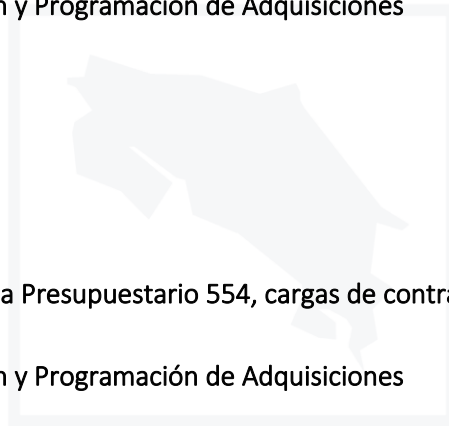 n y Programación de Adquisiciones
a Presupuestario 554, cargas de contra
n y Programación de Adquisiciones